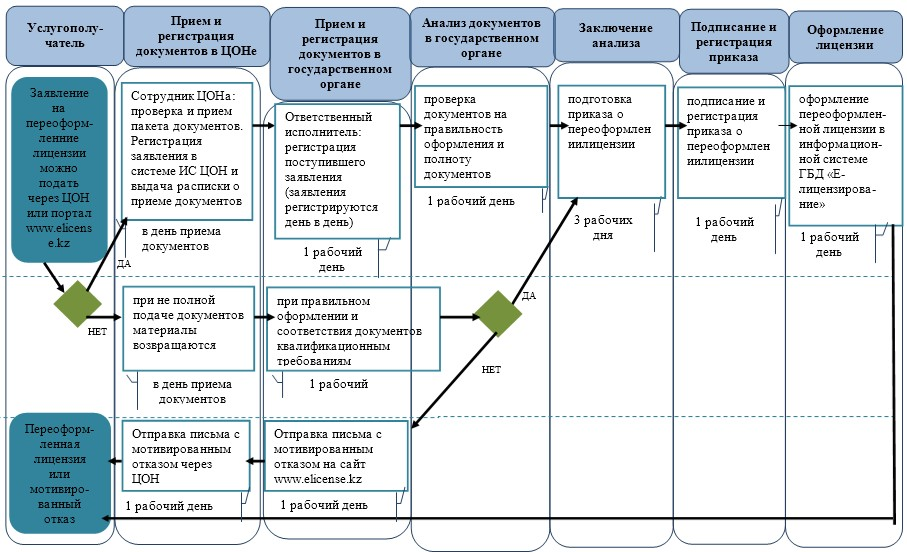 Услугополу-
чатель
Прием и
регистрация
документов в ЦОНе
Прием и
регистрация
документов в
государственном
органе
Анализ документов
в государственном
органе
Заключение
анализа
Подписание и
регистрация
приказа
Оформление
лицензии
Заявление
на
переоформ-
ленние
лицензии
можно
подать
через ЦОН
или портал
www.elicens
e.kz
Сотрудник ЦОНа:
проверка и прием
пакета документов.
Регистрация
заявления в
системе ИС ЦОН и
выдача расписки о
приеме документов
в день приема
документов
Ответственный
исполнитель:
регистрация
поступившего
заявления
(заявления
регистрируются
день в день)
1 рабочий
день
проверка
документов на
правильность
оформления и
полноту
документов
1 рабочий день
подготовка
приказа о
переоформлен
иилицензии
3 рабочих
дня
подписание и
регистрация
приказа о
переоформлен
иилицензии
1 рабочий
день
оформление
переоформлен-
ной лицензии в
информацион-
ной системе
ГБД «Е-
лицензирова-
ние»
1 рабочий
день
ДА
НЕТ
при не полной
подаче документов
материалы
возвращаются
в день приема
документов
при правильном
оформлении и
соответствия документов
квалификационным
требованиям
1 рабочий
ДА
НЕТ
Переоформ-
ленная
лицензия
или
мотивиро-
ванный
отказ
Отправка письма с
мотивированным
отказом через
ЦОН
1 рабочий день
Отправка письма с
мотивированным
отказом на сайт
www.elicense.kz
1 рабочий день